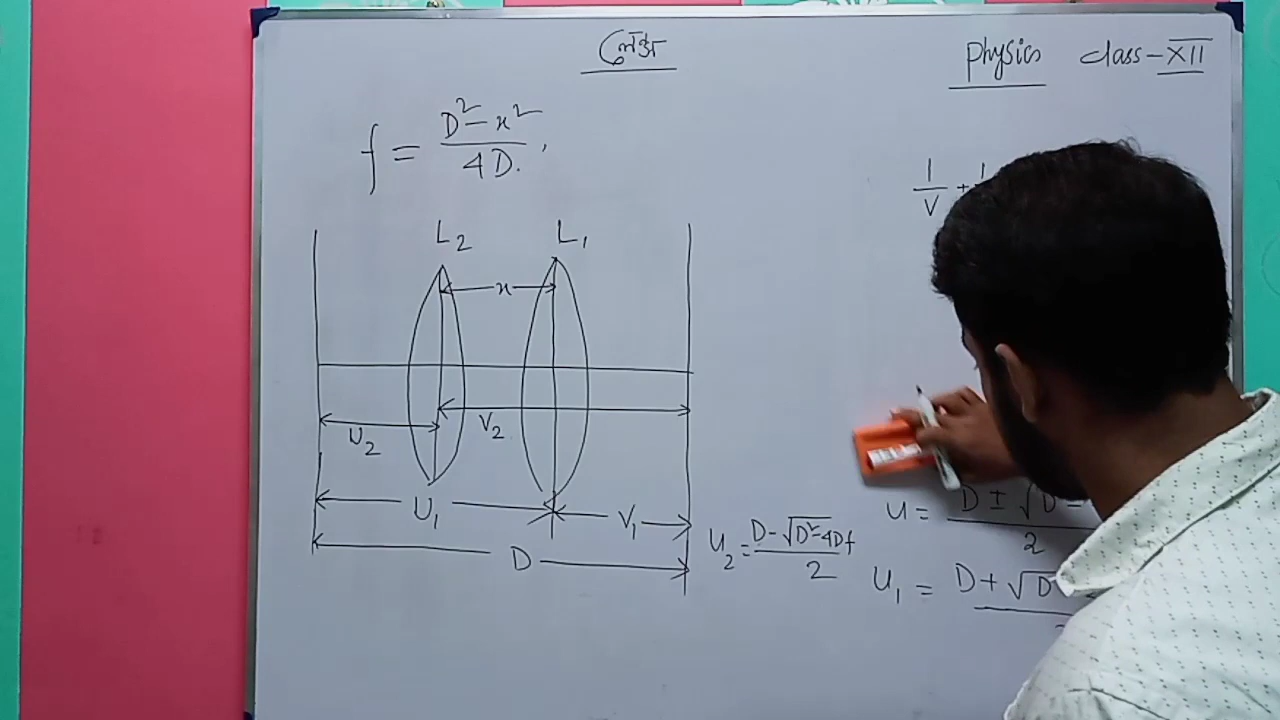 লেন্স
Physics Class-XII
f = D²-x² / 4D.
1/V +
L₂ L₁
x
U₂ V₂
U₁ V₁
D
U₂ = D-√D²-4Df / 2
u = D ± √D - / 2
U₁ = D+√D